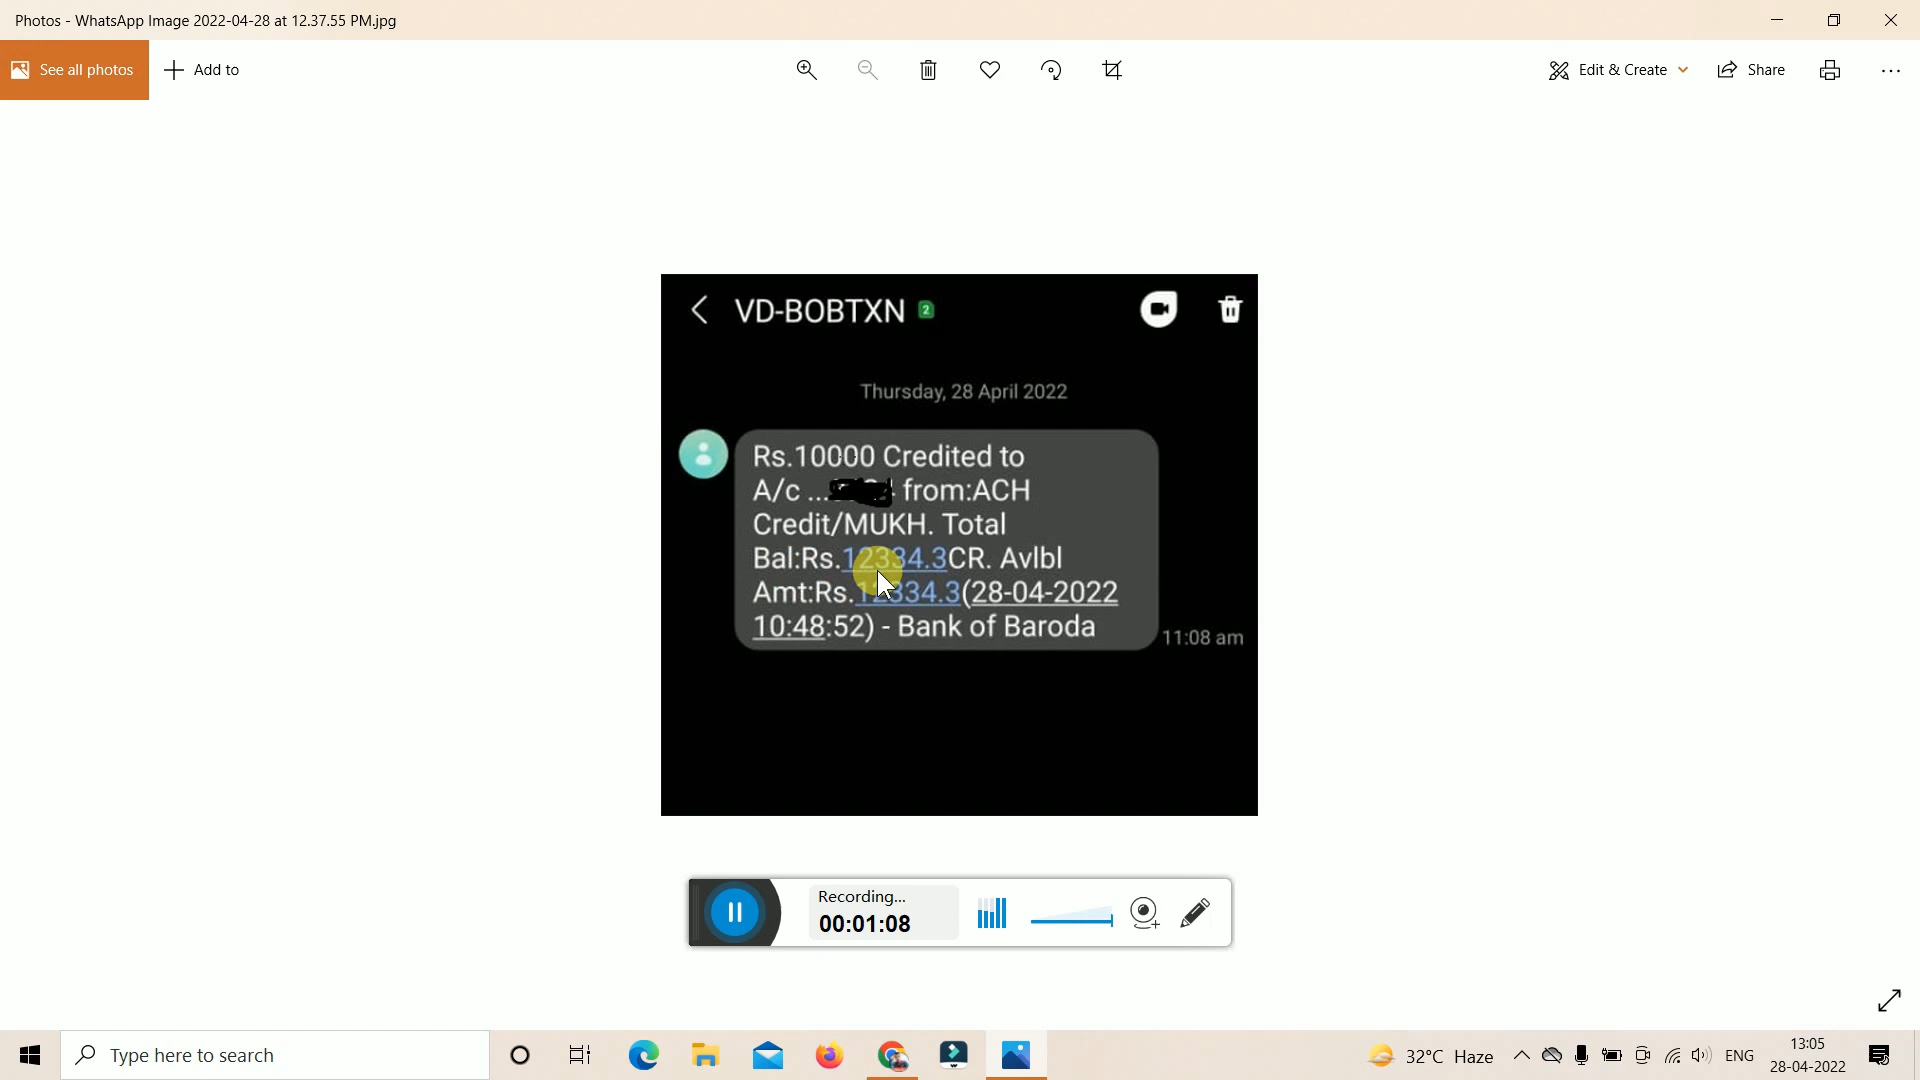 Photos - WhatsApp Image 2022-04-28 at 12.37.55 PM.jpg
See all photos
Add to
Edit & Create
Share
VD-BOBTXN 2
Thursday, 28 April 2022
Rs.10000 Credited to
A/c ... from:ACH
Credit/MUKH. Total
Bal:Rs.12334.3CR. Avlbl
Amt:Rs.12334.3(28-04-2022
10:48:52) - Bank of Baroda
11:08 am
Recording...
00:01:08
Type here to search
32°C Haze
ENG
13:05
28-04-2022